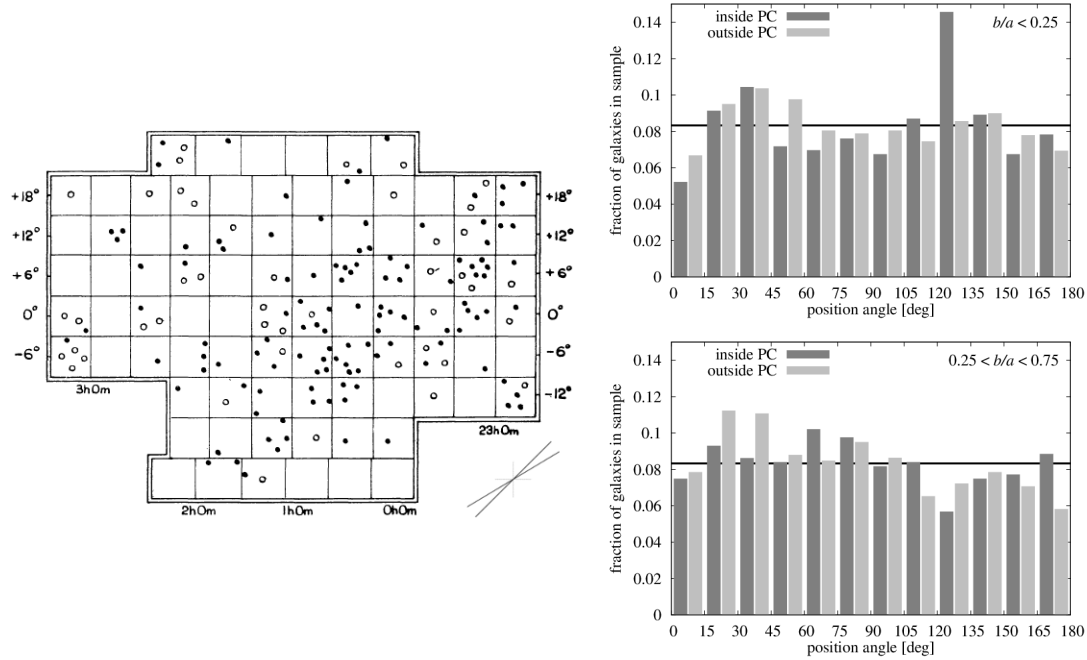 +18° +18°
+12° +12°
+6° +6°
0° 0°
-6° -6°
-12°
3h0m
23h0m
2h0m 1h0m 0h0m
inside PC
outside PC
b/a < 0.25
fraction of galaxies in sample
0.14
0.12
0.1
0.08
0.06
0.04
0.02
0
0 15 30 45 60 75 90 105 120 135 150 165 180
position angle [deg]
inside PC
outside PC
0.25 < b/a < 0.75
fraction of galaxies in sample
0.14
0.12
0.1
0.08
0.06
0.04
0.02
0
0 15 30 45 60 75 90 105 120 135 150 165 180
position angle [deg]